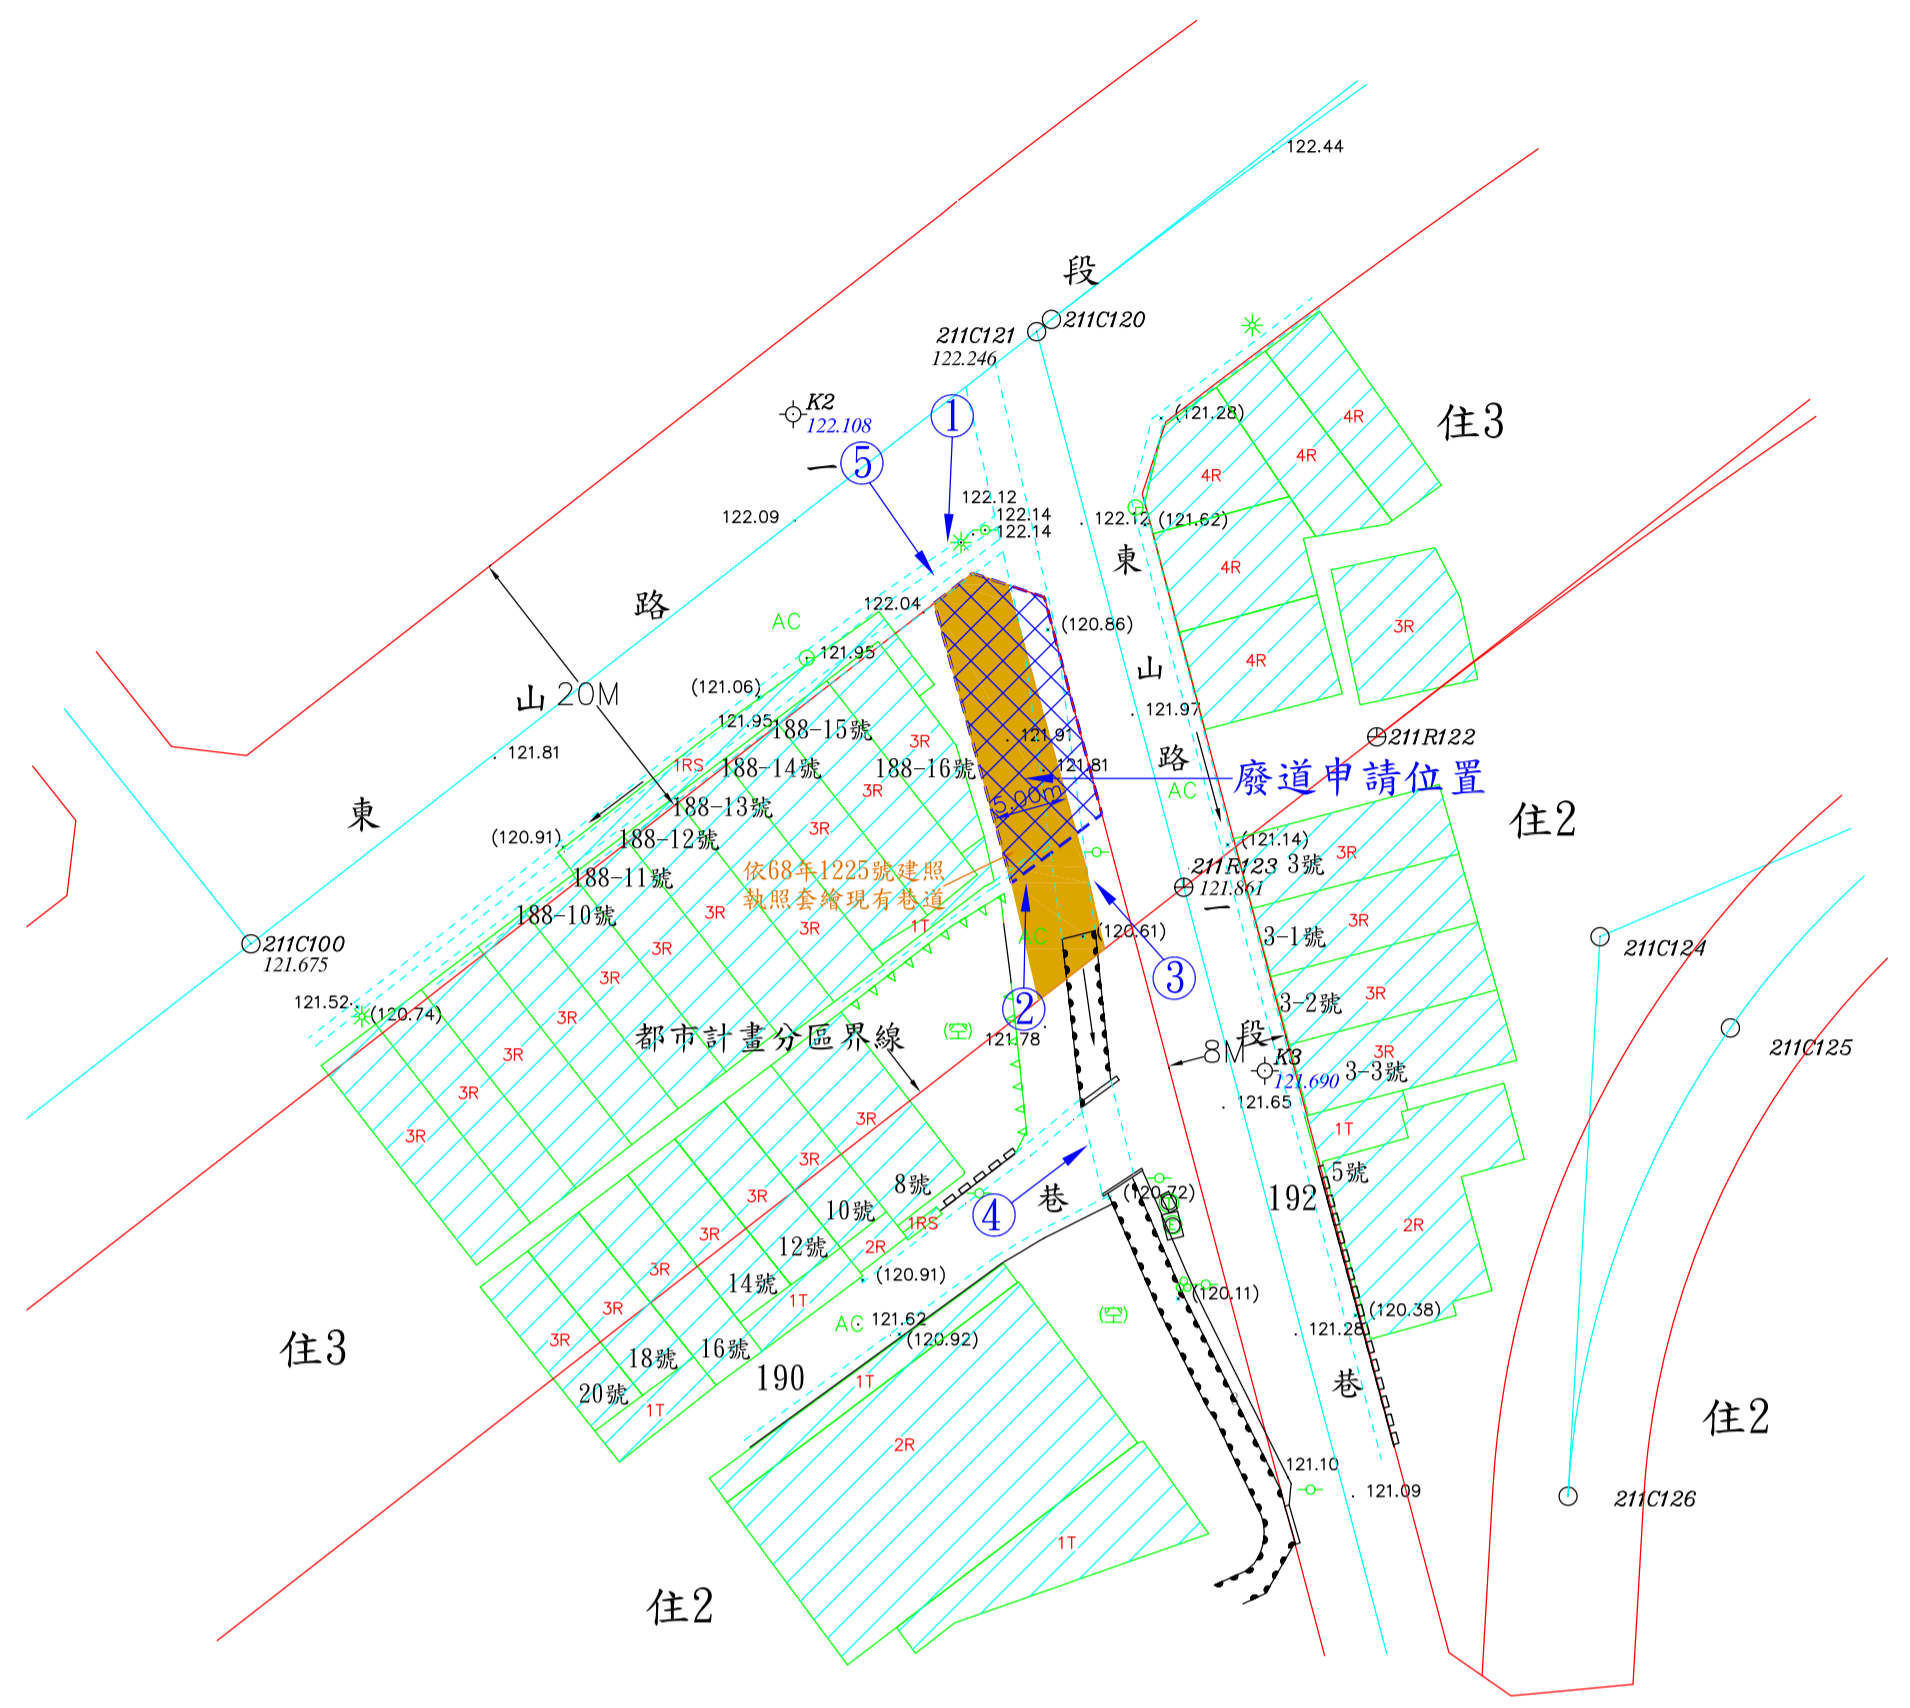 122.44
段
211C120
211C121
122.246
K2
122.108
①
⑤
一
(121.28)
4R
住3
4R
4R
122.12
122.14
122.14
122.09
122.12
(121.62)
東
4R
3R
4R
路
122.04
(120.86)
AC
121.95
山
(121.06)
山 20M
121.95
188-15號
121.97
121.91
211R122
121.81
3R
路
121.81
1RS
188-14號
188-16號
廢道申請位置
AC
3R
5.00m
188-13號
東
3R
住2
(120.91)
188-12號
(121.14)
3R
依68年1225號建照
執照套繪現有巷道
211R123
3號
121.861
188-11號
3R
一
3R
188-10號
3R
1T
3R
AC
(120.61)
3-1號
211C100
121.675
3R
211C124
3R
③
3R
②
3-2號
121.52
(120.74)
3R
都市計畫分區界線
121.78
段
8M
3R
211C125
3R
K3
121.690
3-3號
3R
121.65
3R
3R
1T
3R
8號
5號
3R
(120.72)
192
10號
④
巷
1RS
2R
3R
12號
2R
3R
14號
(120.91)
(120.11)
1T
3R
AC
121.62
(120.92)
(120.38)
121.28
3R
16號
住3
18號
190
1T
巷
20號
1T
住2
2R
121.10
121.09
211C126
1T
住2